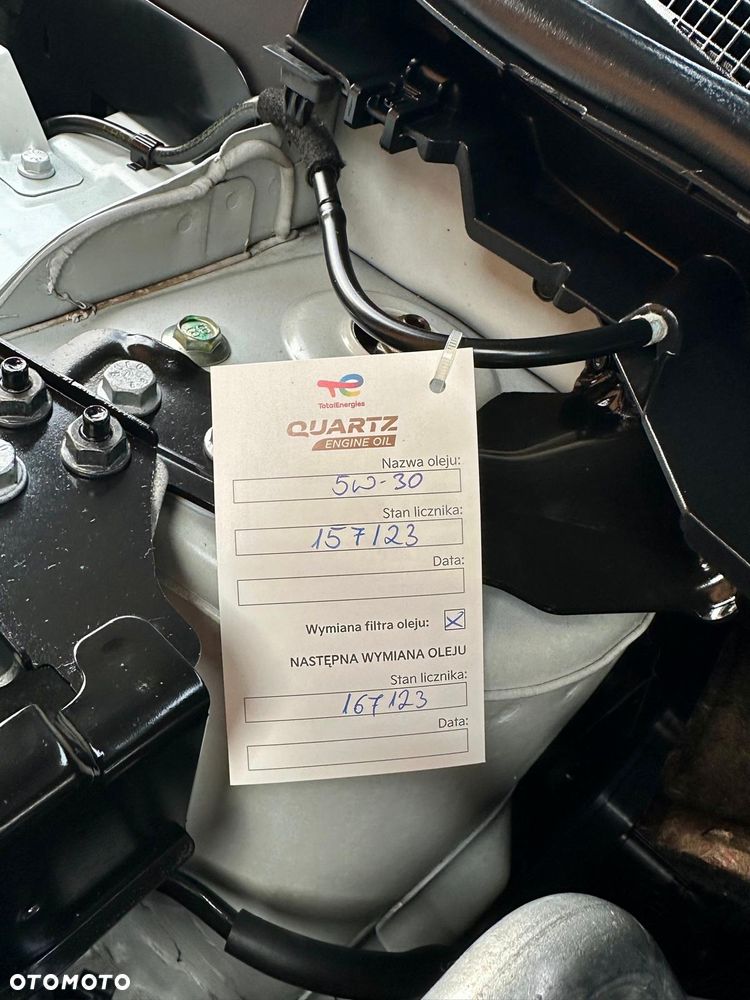 TotalEnergies
QUARTZ
ENGINE OIL
Nazwa oleju:
5W-30
Stan licznika:
157123
Data:
Wymiana filtra oleju:
NASTĘPNA WYMIANA OLEJU
Stan licznika:
167123
Data:
OTOMOTO